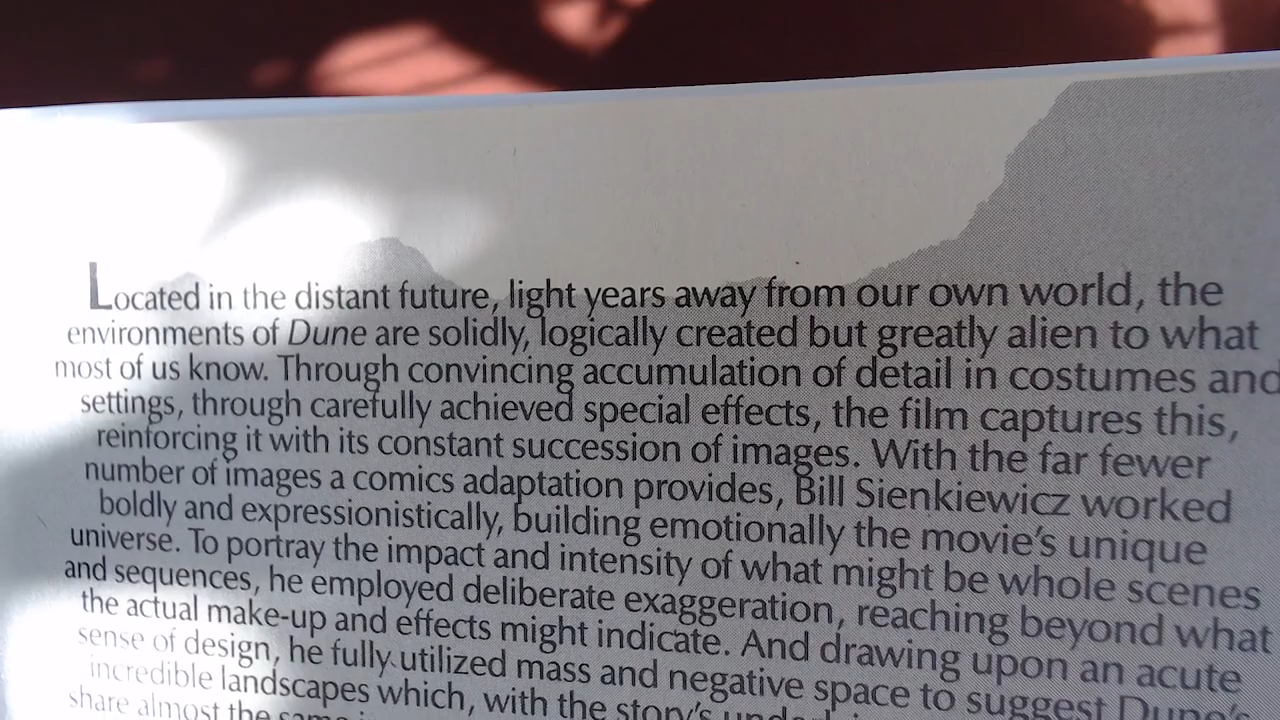 Located in the distant future, light years away from our own world, the
environments of Dune are solidly, logically created but greatly alien to what
most of us know. Through convincing accumulation of detail in costumes and
settings, through carefully achieved special effects, the film captures this,
reinforcing it with its constant succession of images. With the far fewer
number of images a comics adaptation provides, Bill Sienkiewicz worked
boldly and expressionistically, building emotionally the movie's unique
universe. To portray the impact and intensity of what might be whole scenes
and sequences, he employed deliberate exaggeration, reaching beyond what
the actual make-up and effects might indicate. And drawing upon an acute
sense of design, he fully utilized mass and negative space to suggest Dune's
incredible landscapes which, with the story's
share almost the same